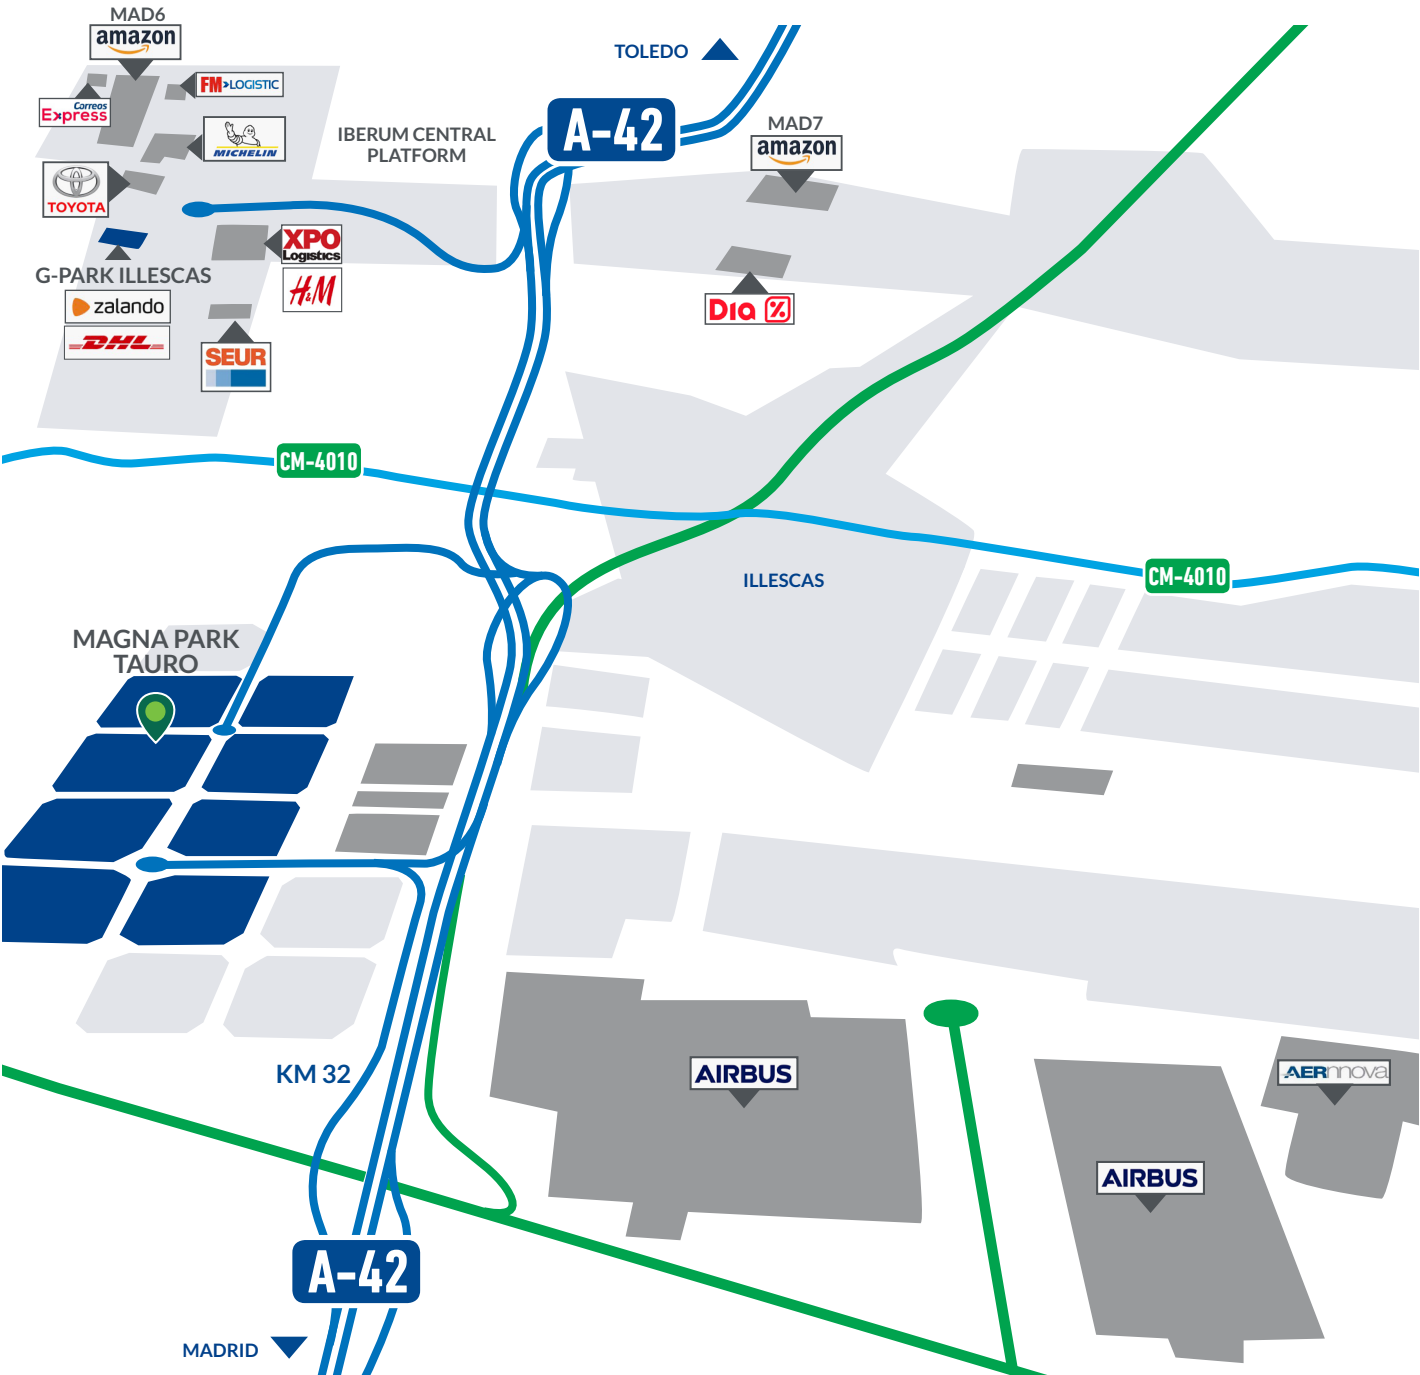 MAD6
amazon
FM>LOGISTIC
Correos
Express
MICHELIN
TOYOTA
IBERUM CENTRAL
PLATFORM
TOLEDO
A-42
MAD7
amazon
XPO
Logistics
H&M
G-PARK ILLESCAS
zalando
DHL
SEUR
Dia %
CM-4010
CM-4010
ILLESCAS
MAGNA PARK
TAURO
KM 32
AIRBUS
AERnnova
AIRBUS
A-42
MADRID